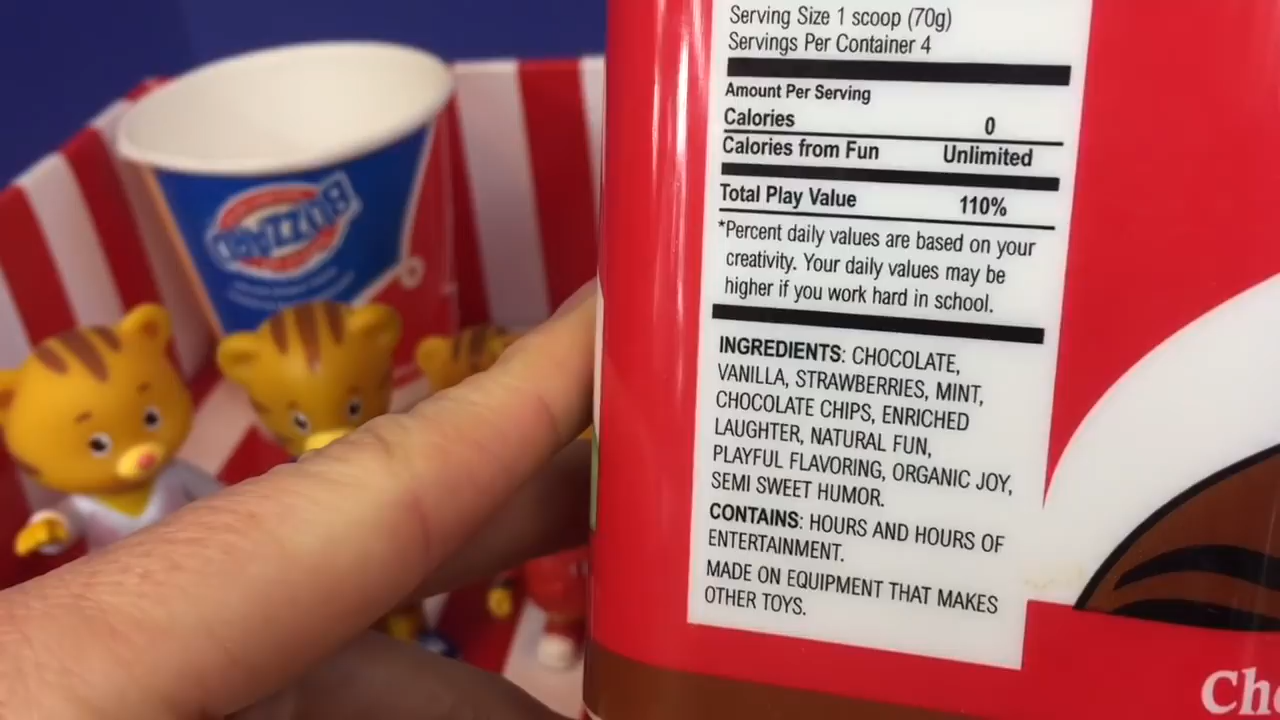 Serving Size 1 scoop (70g)
Servings Per Container 4
Amount Per Serving
Calories 0
Calories from Fun Unlimited
Total Play Value 110%
*Percent daily values are based on your
creativity. Your daily values may be
higher if you work hard in school.
INGREDIENTS: CHOCOLATE,
VANILLA, STRAWBERRIES, MINT,
CHOCOLATE CHIPS, ENRICHED
LAUGHTER, NATURAL FUN,
PLAYFUL FLAVORING, ORGANIC JOY,
SEMI SWEET HUMOR.
CONTAINS: HOURS AND HOURS OF
ENTERTAINMENT.
MADE ON EQUIPMENT THAT MAKES
OTHER TOYS.
BLIZZARD